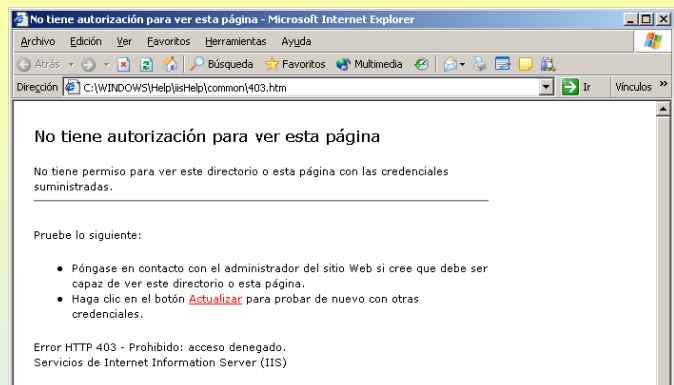 No tiene autorización para ver esta página - Microsoft Internet Explorer
Archivo Edición Ver Favoritos Herramientas Ayuda
Atrás Búsqueda Favoritos Multimedia
Dirección C:\WINDOWS\Help\iisHelp\common\403.htm Ir Vínculos »
No tiene autorización para ver esta página
No tiene permiso para ver este directorio o esta página con las credenciales
suministradas.
Pruebe lo siguiente:
• Póngase en contacto con el administrador del sitio Web si cree que debe ser
capaz de ver este directorio o esta página.
• Haga clic en el botón Actualizar para probar de nuevo con otras
credenciales.
Error HTTP 403 - Prohibido: acceso denegado.
Servicios de Internet Information Server (IIS)